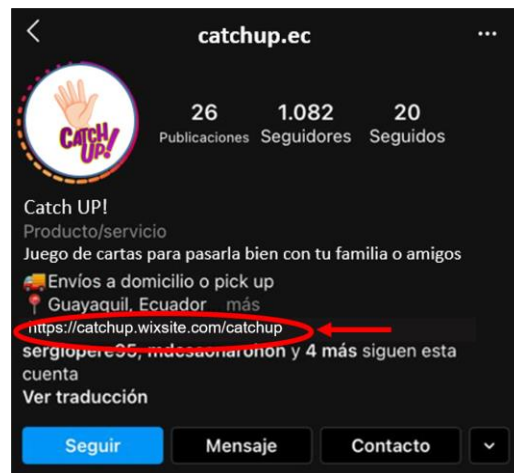 catchup.ec
CATCH UP!
26 1.082 20
Publicaciones Seguidores Seguidos
Catch UP!
Producto/servicio
Juego de cartas para pasarla bien con tu familia o amigos
Envíos a domicilio o pick up
Guayaquil, Ecuador más
https://catchup.wixsite.com/catchup
y 4 más siguen esta
cuenta
Ver traducción
Seguir Mensaje Contacto